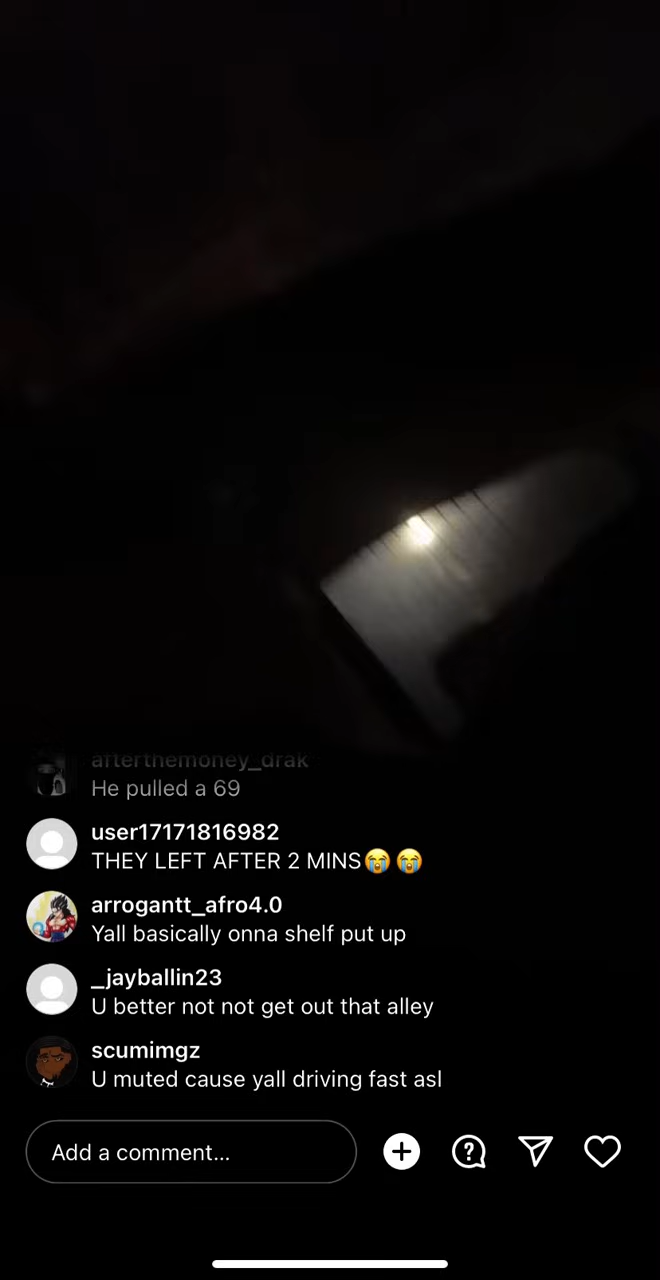 afterthemoney_drak
He pulled a 69
user17171816982
THEY LEFT AFTER 2 MINS😭😭
arrogantt_afro4.0
Yall basically onna shelf put up
_jayballin23
U better not not get out that alley
scumimgz
U muted cause yall driving fast asl
Add a comment...